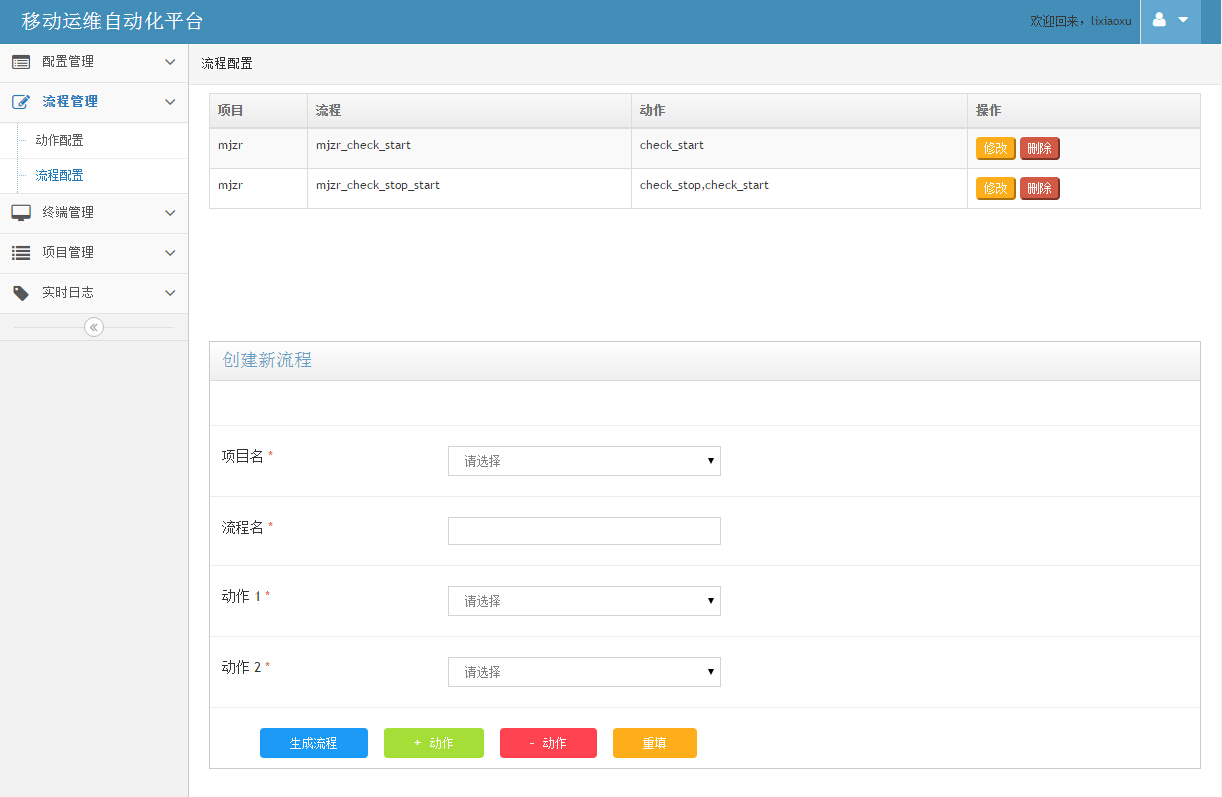 移动运维自动化平台
欢迎回来，lixiaoxu
配置管理
流程管理
动作配置
流程配置
终端管理
项目管理
实时日志
流程配置
项目 流程 动作 操作
mjzr mjzr_check_start check_start 修改 删除
mjzr mjzr_check_stop_start check_stop,check_start 修改 删除
创建新流程
项目名 * 请选择
流程名 *
动作 1 * 请选择
动作 2 * 请选择
生成流程 + 动作 - 动作 重填